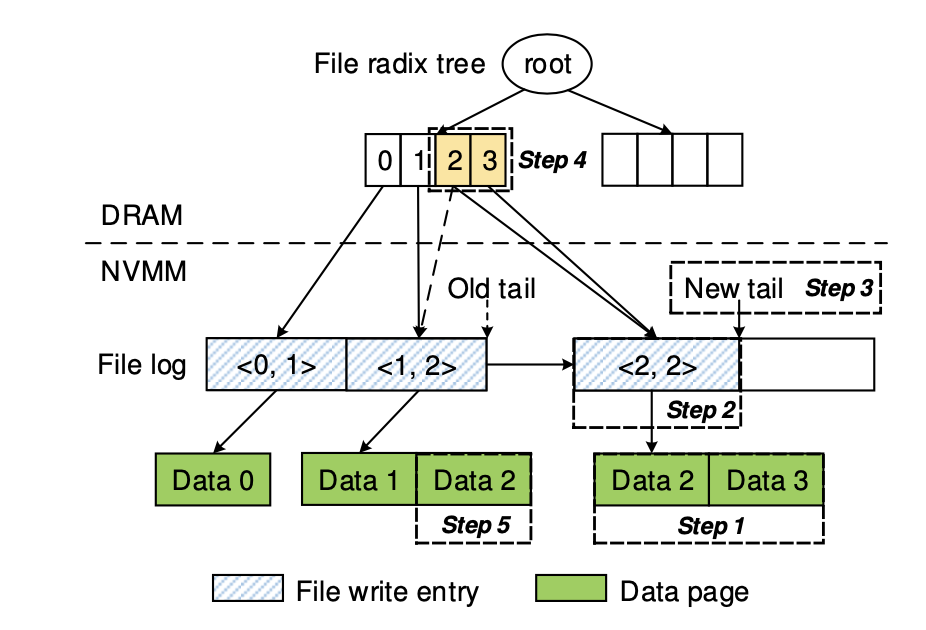 File radix tree root
0 1 2 3 Step 4
DRAM
NVMM
Old tail New tail Step 3
File log <0, 1> <1, 2> <2, 2>
Step 2
Data 0 Data 1 Data 2 Data 2 Data 3
Step 5 Step 1
File write entry Data page